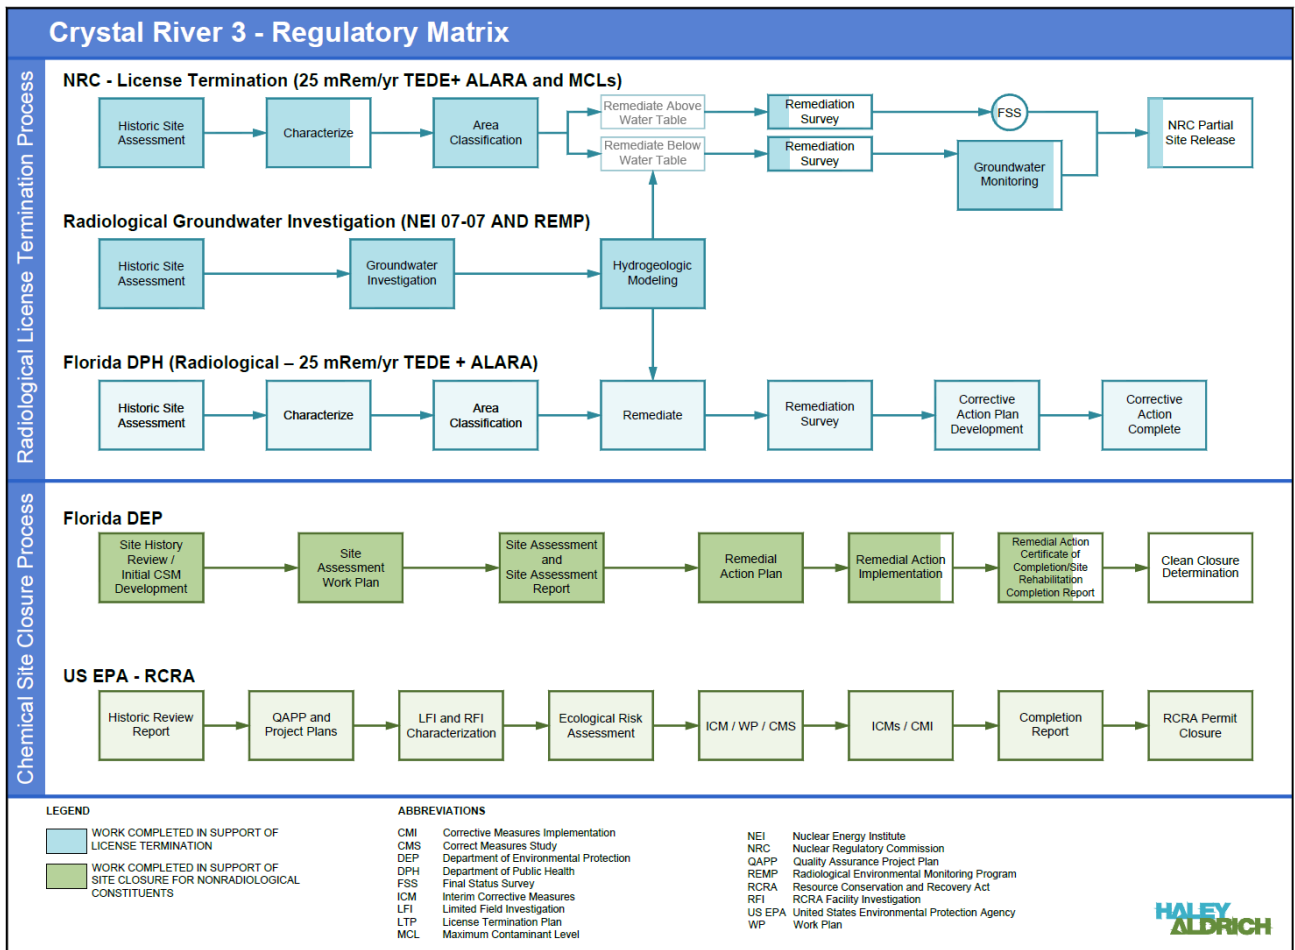 Crystal River 3 - Regulatory Matrix
Radiological License Termination Process
NRC - License Termination (25 mRem/yr TEDE+ ALARA and MCLs)
Historic Site
Assessment
Characterize
Area
Classification
Remediate Above
Water Table
Remediation
Survey
FSS
Remediate Below
Water Table
Remediation
Survey
Groundwater
Monitoring
NRC Partial
Site Release
Radiological Groundwater Investigation (NEI 07-07 AND REMP)
Historic Site
Assessment
Groundwater
Investigation
Hydrogeologic
Modeling
Florida DPH (Radiological – 25 mRem/yr TEDE + ALARA)
Historic Site
Assessment
Characterize
Area
Classification
Remediate
Remediation
Survey
Corrective
Action Plan
Development
Corrective
Action
Complete
Chemical Site Closure Process
Florida DEP
Site History
Review /
Initial CSM
Development
Site
Assessment
Work Plan
Site Assessment
and
Site Assessment
Report
Remedial
Action Plan
Remedial Action
Implementation
Remedial Action
Certificate of
Completion/Site
Rehabilitation
Completion Report
Clean Closure
Determination
US EPA - RCRA
Historic Review
Report
QAPP and
Project Plans
LFI and RFI
Characterization
Ecological Risk
Assessment
ICM / WP / CMS
ICMs / CMI
Completion
Report
RCRA Permit
Closure
LEGEND
WORK COMPLETED IN SUPPORT OF
LICENSE TERMINATION
WORK COMPLETED IN SUPPORT OF
SITE CLOSURE FOR NONRADIOLOGICAL
CONSTITUENTS
ABBREVIATIONS
CMI Corrective Measures Implementation
CMS Correct Measures Study
DEP Department of Environmental Protection
DPH Department of Public Health
FSS Final Status Survey
ICM Interim Corrective Measures
LFI Limited Field Investigation
LTP License Termination Plan
MCL Maximum Contaminant Level
NEI Nuclear Energy Institute
NRC Nuclear Regulatory Commission
QAPP Quality Assurance Project Plan
REMP Radiological Environmental Monitoring Program
RCRA Resource Conservation and Recovery Act
RFI RCRA Facility Investigation
US EPA United States Environmental Protection Agency
WP Work Plan
HALEY
ALDRICH